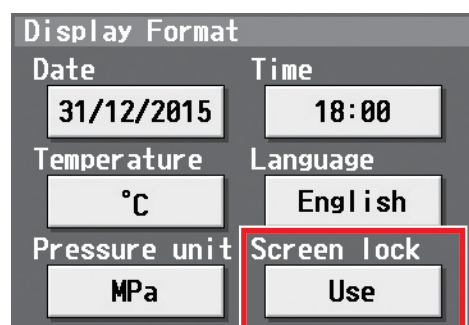 Display Format
Date Time
31/12/2015 18:00
Temperature Language
°C English
Pressure unit Screen lock
MPa Use